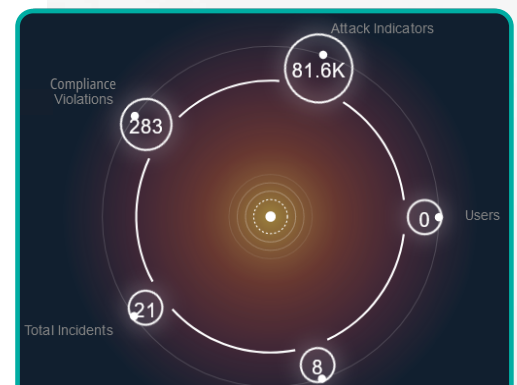 Attack Indicators
81.6K
Compliance
Violations
283
0
Users
21
Total Incidents
8